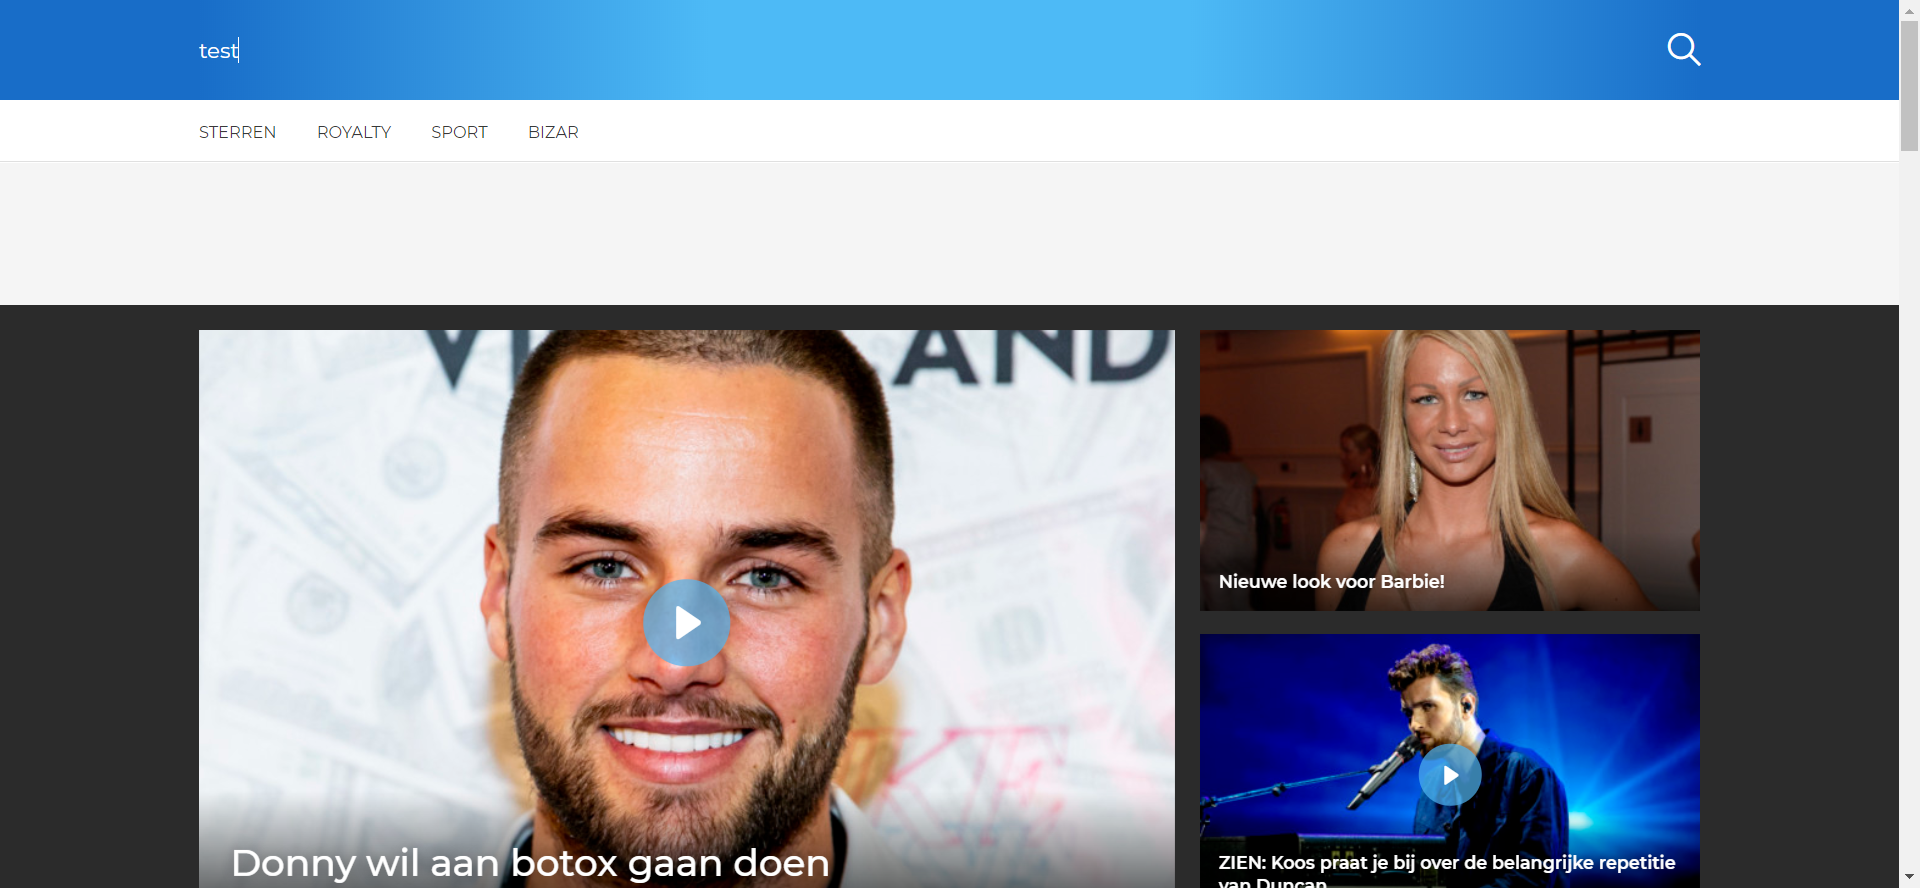 test
STERREN ROYALTY SPORT BIZAR
Nieuwe look voor Barbie!
Donny wil aan botox gaan doen
ZIEN: Koos praat je bij over de belangrijke repetitie
van Duncan